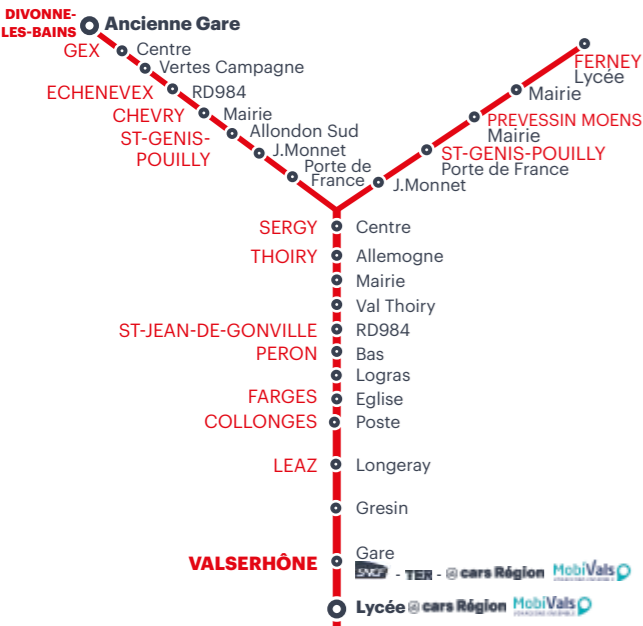 DIVONNE-
LES-BAINS Ancienne Gare
GEX Centre
Vertes Campagne
ECHENEVEX RD984
CHEVRY Mairie
ST-GENIS-
POUILLY
Allondon Sud
J.Monnet
Porte de
France
FERNEY
Lycée
Mairie
PREVESSIN MOENS
Mairie
ST-GENIS-POUILLY
Porte de France
J.Monnet
SERGY Centre
THOIRY Allemogne
Mairie
Val Thoiry
ST-JEAN-DE-GONVILLE RD984
PERON Bas
Logras
FARGES Eglise
COLLONGES Poste
LEAZ Longeray
Gresin
VALSERHÔNE Gare
SNCF - TER - cars Région MobiVals
Lycée cars Région MobiVals